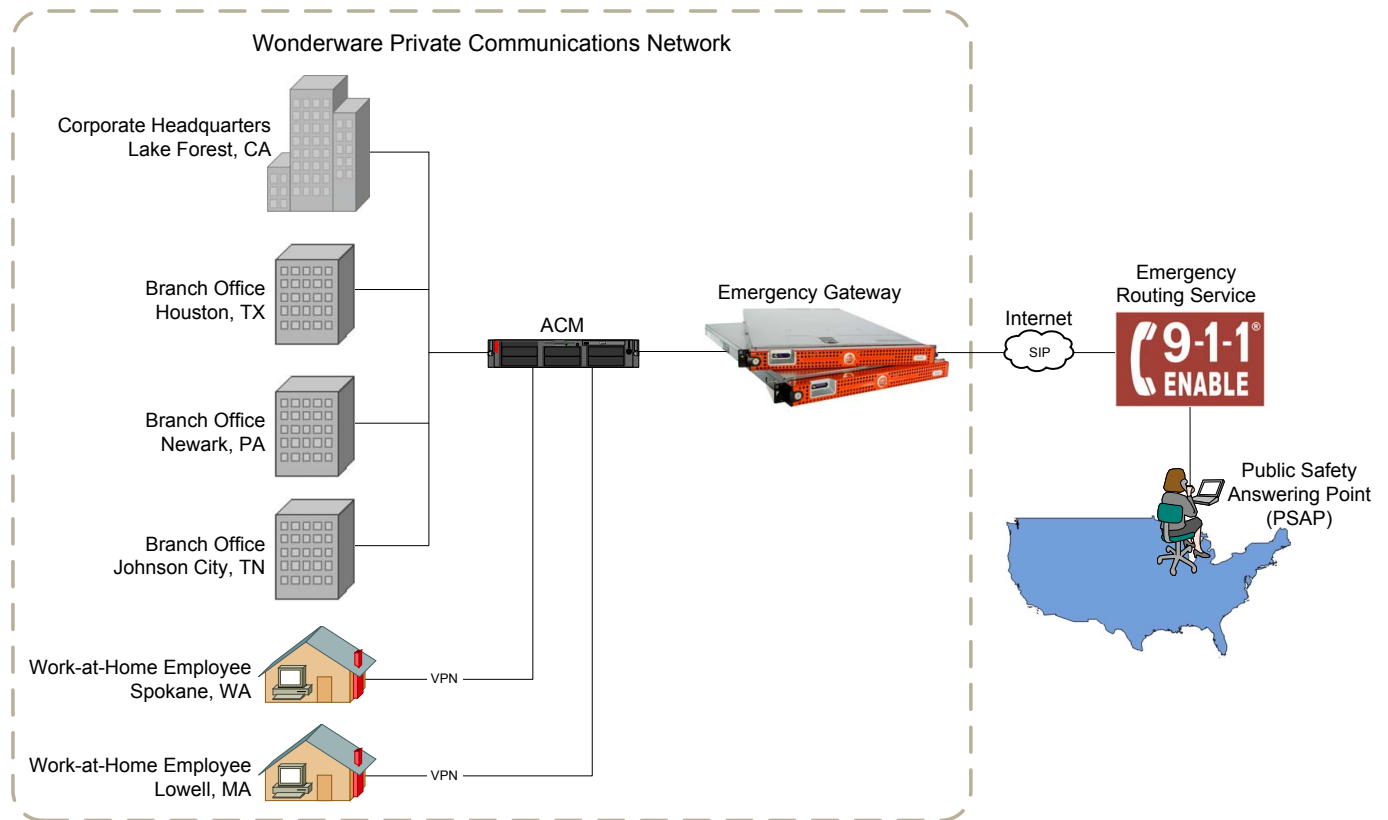 Wonderware Private Communications Network
Corporate Headquarters
Lake Forest, CA
Branch Office
Houston, TX
Branch Office
Newark, PA
Branch Office
Johnson City, TN
Work-at-Home Employee
Spokane, WA
VPN
Work-at-Home Employee
Lowell, MA
VPN
ACM
Emergency Gateway
Internet
SIP
Emergency
Routing Service
9-1-1®
ENABLE
Public Safety
Answering Point
(PSAP)